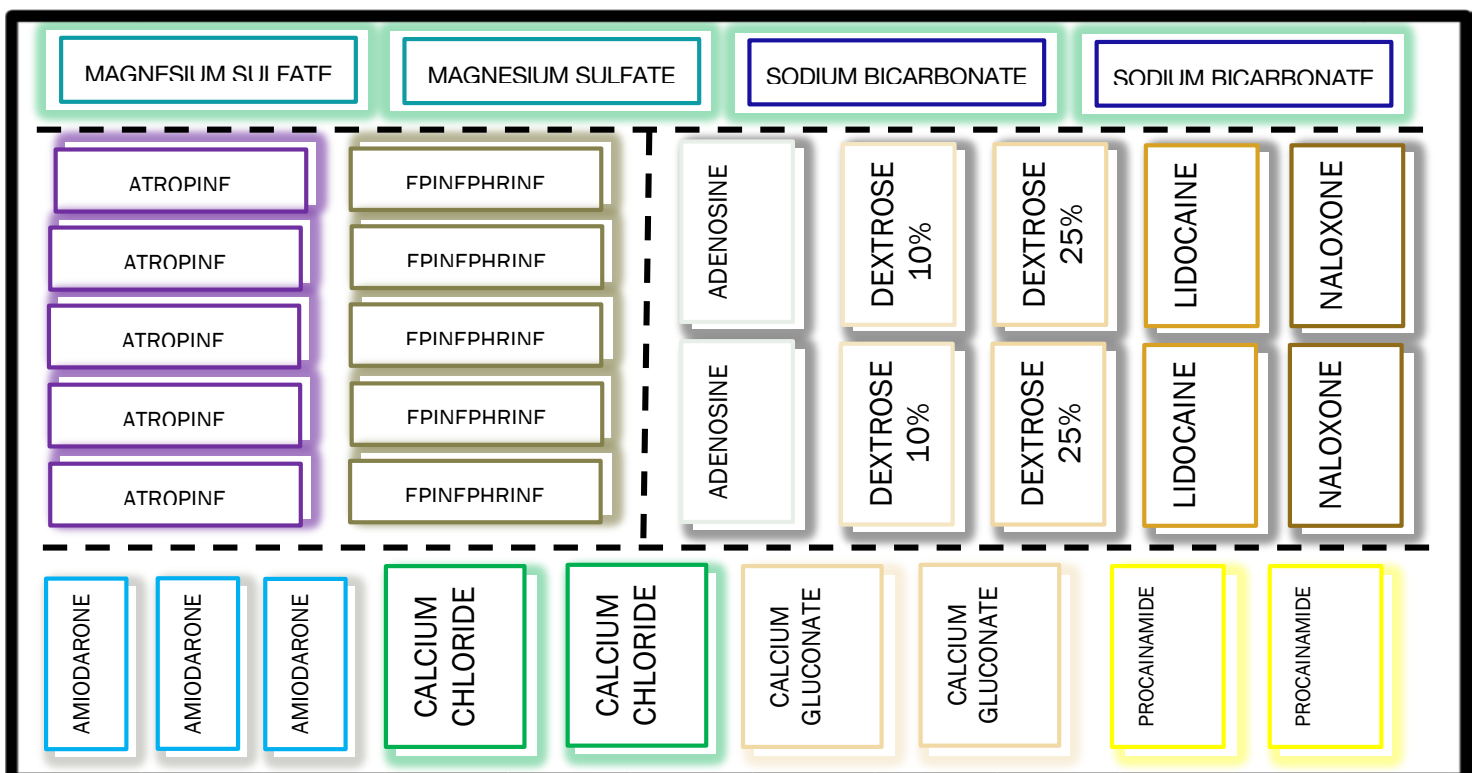 MAGNESIUM SULFATE
MAGNESIUM SULFATE
SODIUM BICARBONATE
SODIUM BICARBONATE
ATROPINE
EPINEPHRINE
ATROPINE
EPINEPHRINE
ATROPINE
EPINEPHRINE
ATROPINE
EPINEPHRINE
ATROPINE
EPINEPHRINE
ADENOSINE
DEXTROSE
10%
DEXTROSE
25%
LIDOCAINE
NALOXONE
ADENOSINE
DEXTROSE
10%
DEXTROSE
25%
LIDOCAINE
NALOXONE
AMIODARONE
AMIODARONE
AMIODARONE
CALCIUM
CHLORIDE
CALCIUM
CHLORIDE
CALCIUM
GLUCONATE
CALCIUM
GLUCONATE
PROCAINAMIDE
PROCAINAMIDE